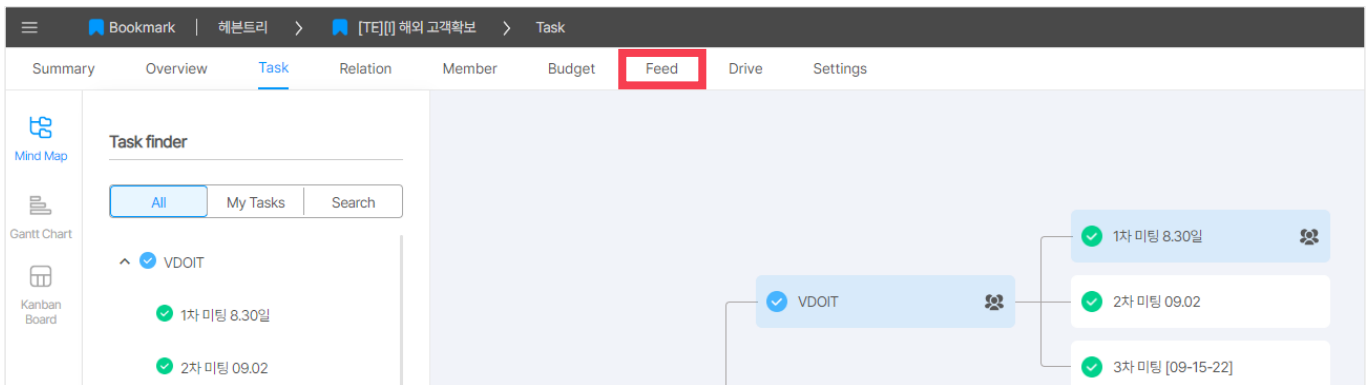 Bookmark | 헤븐트리 > [TE][I] 해외 고객확보 > Task
Summary Overview Task Relation Member Budget Feed Drive Settings
Mind Map
Gantt Chart
Kanban
Board
Task finder
All My Tasks Search
VDOIT
1차 미팅 8.30일
2차 미팅 09.02
VDOIT
1차 미팅 8.30일
2차 미팅 09.02
3차 미팅 [09-15-22]